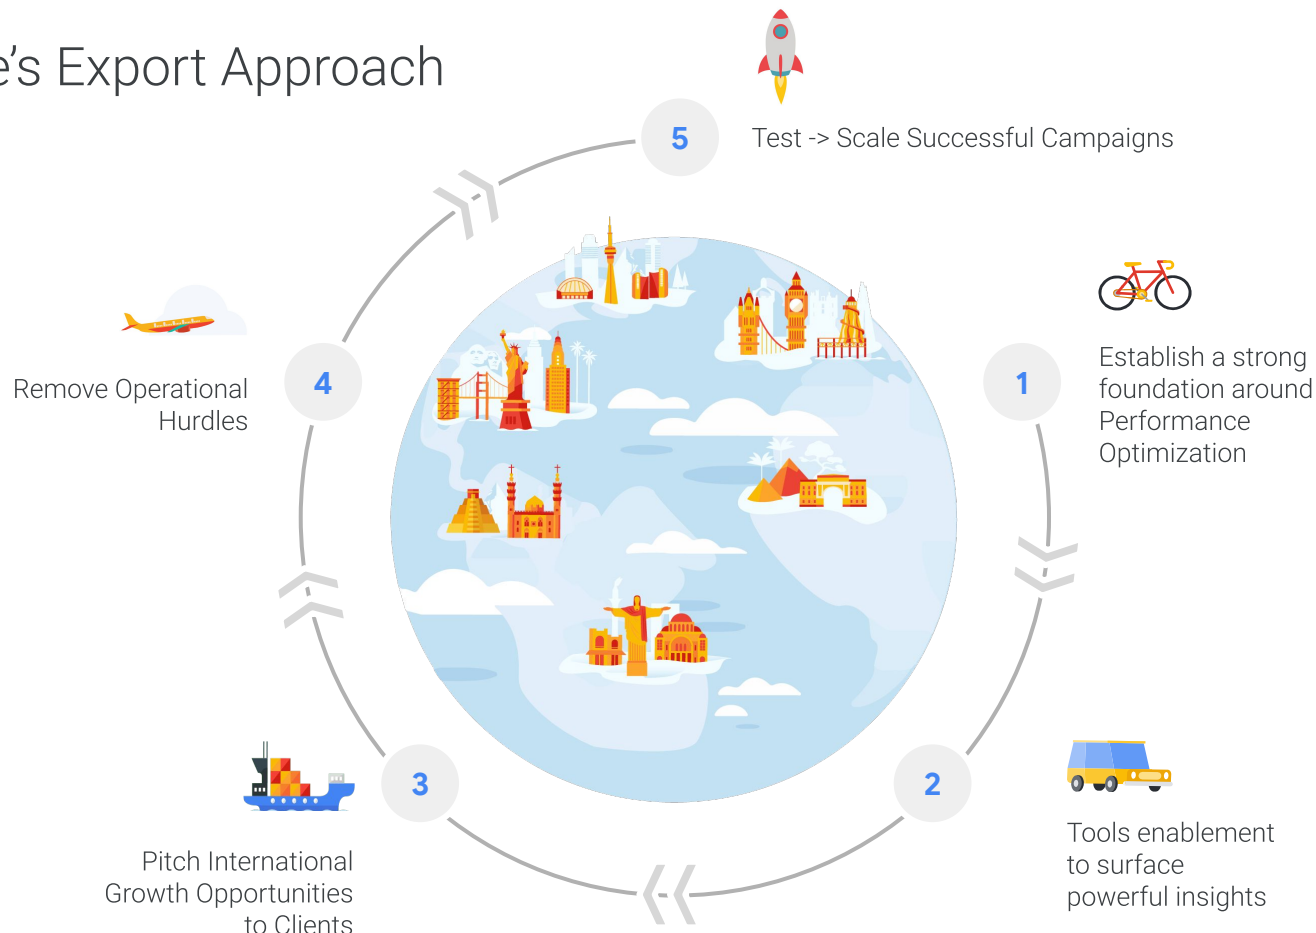 e's Export Approach
5
Test -> Scale Successful Campaigns
1
Establish a strong
foundation around
Performance
Optimization
2
Tools enablement
to surface
powerful insights
3
Pitch International
Growth Opportunities
to Clients
4
Remove Operational
Hurdles